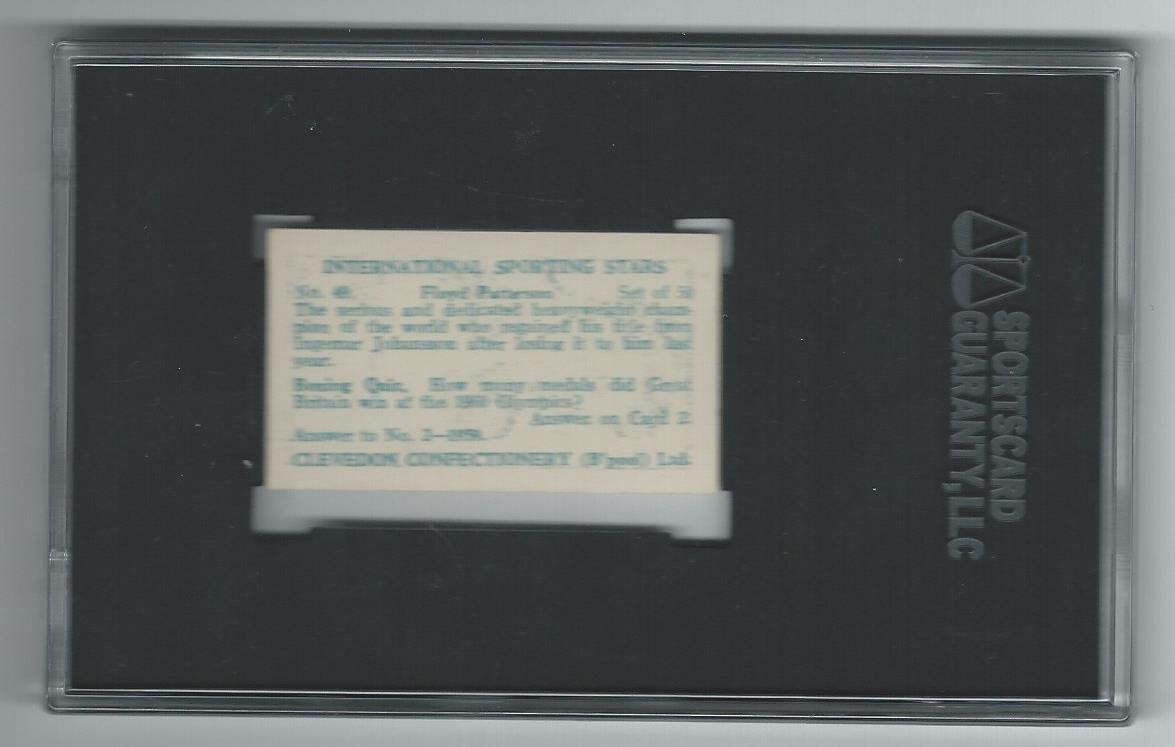 INTERNATIONAL SPORTING STARS
No. 49. Floyd Patterson Set of 50
The serious and dedicated heavyweight cham-
pion of the world who regained his title from
Ingemar Johansson after losing it to him last
year.
Boxing Quiz. How many medals did Great
Britain win at the 1960 Olympics?
Answer on Card 2
Answer to No.
CLEVEDON CONFECTIONERY (B'pool) Ltd.
SPORTSCARD
GUARANTY, LLC